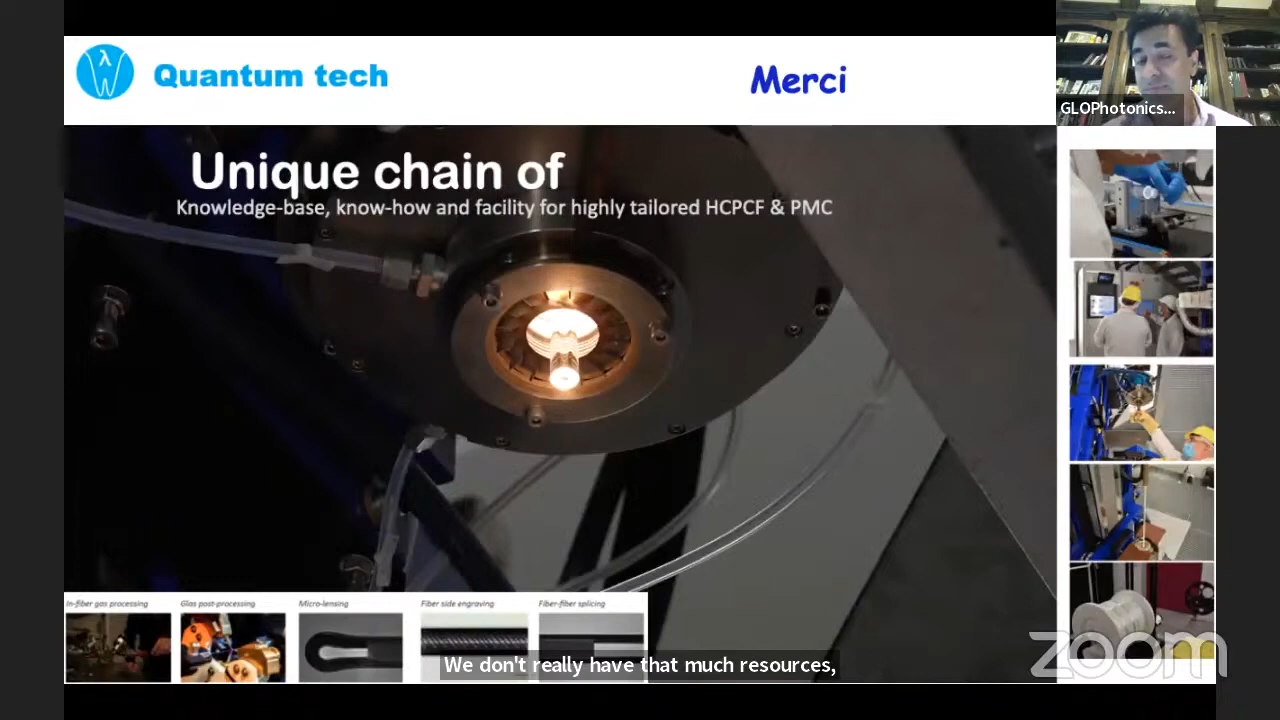 Quantum tech
Merci
GLOPhotonics...
Unique chain of
Knowledge-base, know-how and facility for highly tailored HCPCF & PMC
In-fiber gas processing
Glas post-processing
Micro-lensing
Fiber side engraving
Fiber-fiber splicing
We don't really have that much resources,
zoom